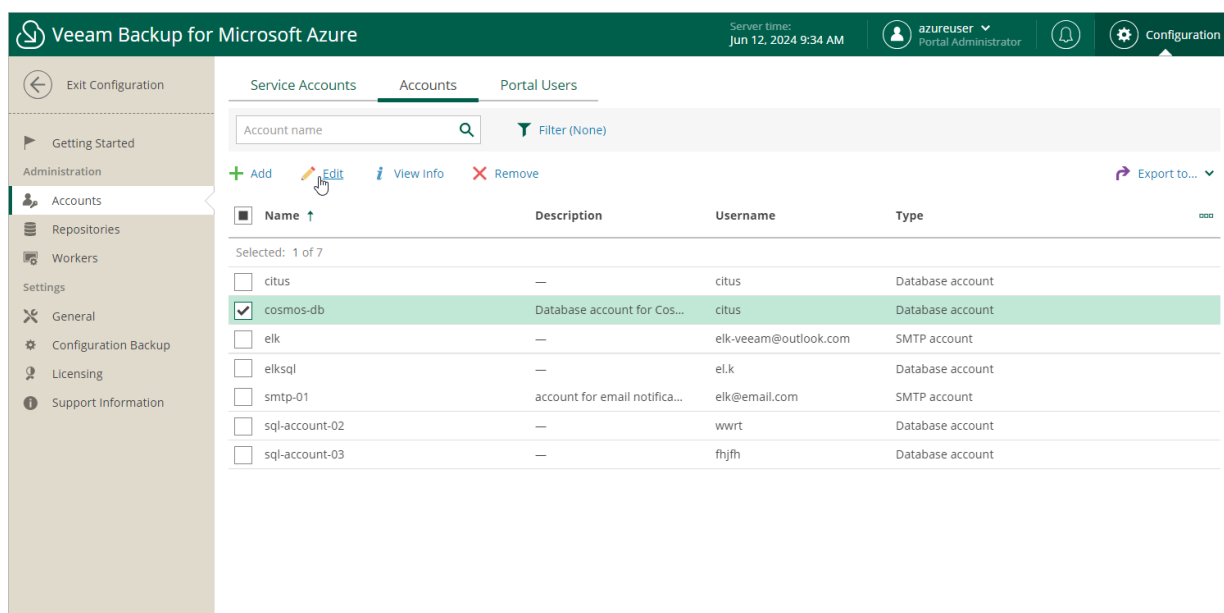 Veeam Backup for Microsoft Azure
Server time:
Jun 12, 2024 9:34 AM
azureuser
Portal Administrator
Configuration
Exit Configuration
Getting Started
Administration
Accounts
Repositories
Workers
Settings
General
Configuration Backup
Licensing
Support Information
Service Accounts Accounts Portal Users
Account name
Filter (None)
Add Edit View Info Remove Export to...
Name Description Username Type
Selected: 1 of 7
citus — citus Database account
cosmos-db Database account for Cos... citus Database account
elk — elk-veeam@outlook.com SMTP account
elksql — el.k Database account
smtp-01 account for email notifica... elk@email.com SMTP account
sql-account-02 — wwrt Database account
sql-account-03 — fhjfh Database account